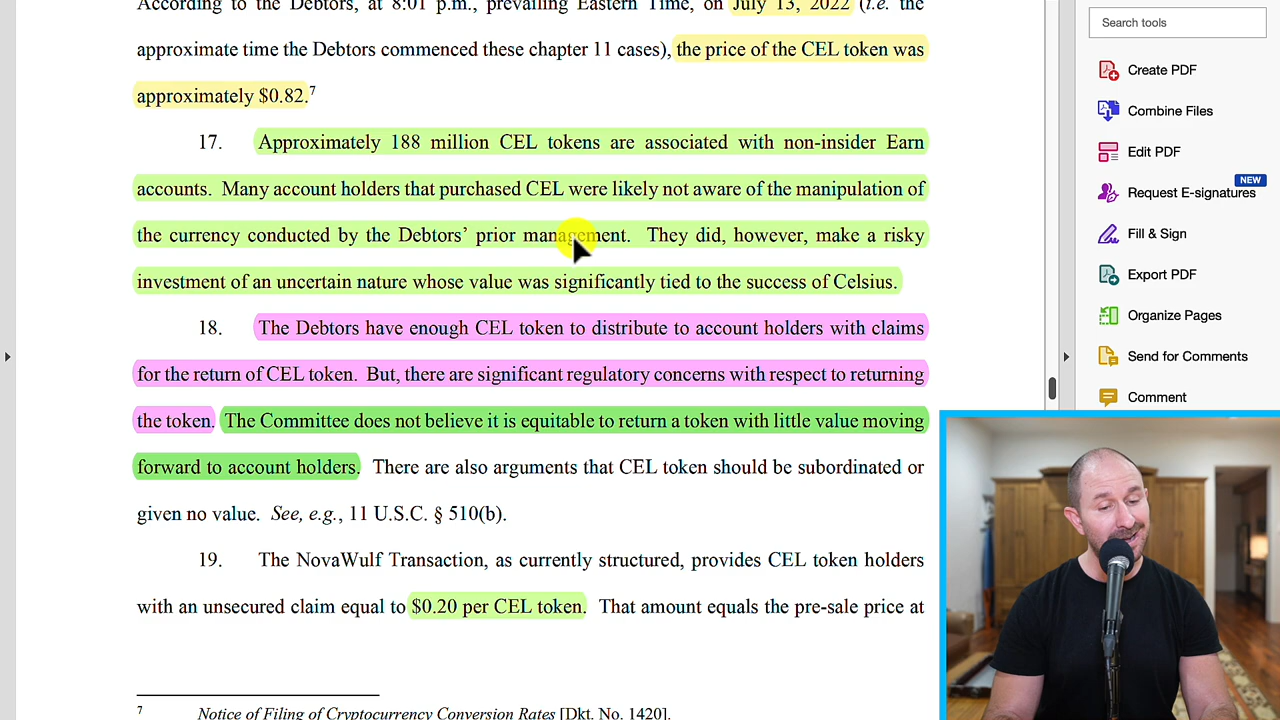 According to the Debtors, at 8:01 p.m., prevailing Eastern Time, on July 13, 2022 (i.e. the
approximate time the Debtors commenced these chapter 11 cases), the price of the CEL token was
approximately $0.82.7
17. Approximately 188 million CEL tokens are associated with non-insider Earn
accounts. Many account holders that purchased CEL were likely not aware of the manipulation of
the currency conducted by the Debtors’ prior management. They did, however, make a risky
investment of an uncertain nature whose value was significantly tied to the success of Celsius.
18. The Debtors have enough CEL token to distribute to account holders with claims
for the return of CEL token. But, there are significant regulatory concerns with respect to returning
the token. The Committee does not believe it is equitable to return a token with little value moving
forward to account holders. There are also arguments that CEL token should be subordinated or
given no value. See, e.g., 11 U.S.C. § 510(b).
19. The NovaWulf Transaction, as currently structured, provides CEL token holders
with an unsecured claim equal to $0.20 per CEL token. That amount equals the pre-sale price at
7 Notice of Filing of Cryptocurrency Conversion Rates [Dkt. No. 1420].
Search tools
Create PDF
Combine Files
Edit PDF
NEW
Request E-signatures
Fill & Sign
Export PDF
Organize Pages
Send for Comments
Comment